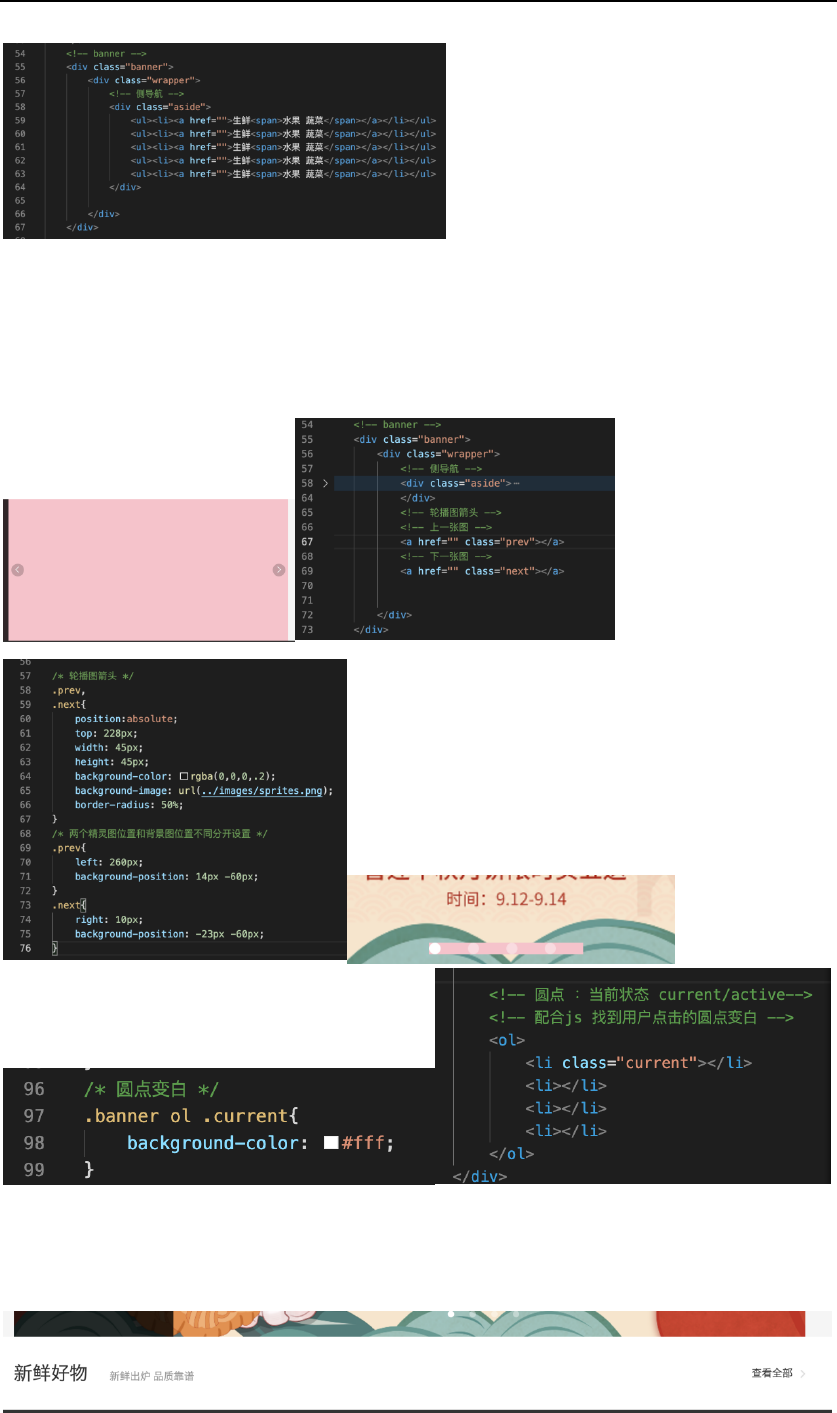 54 <!-- banner -->
55 <div class="banner">
56 <div class="wrapper">
57 <!-- 侧导航 -->
58 <div class="aside">
59 <ul><li><a href="">生鲜<span>水果 蔬菜</span></a></li></ul>
60 <ul><li><a href="">生鲜<span>水果 蔬菜</span></a></li></ul>
61 <ul><li><a href="">生鲜<span>水果 蔬菜</span></a></li></ul>
62 <ul><li><a href="">生鲜<span>水果 蔬菜</span></a></li></ul>
63 <ul><li><a href="">生鲜<span>水果 蔬菜</span></a></li></ul>
64 </div>
65
66 </div>
67 </div>
54 <!-- banner -->
55 <div class="banner">
56 <div class="wrapper">
57 <!-- 侧导航 -->
58 <div class="aside">⋯
64 </div>
65 <!-- 轮播图箭头 -->
66 <!-- 上一张图 -->
67 <a href="" class="prev"></a>
68 <!-- 下一张图 -->
69 <a href="" class="next"></a>
70
71
72 </div>
73 </div>
56
57 /* 轮播图箭头 */
58 .prev,
59 .next{
60 position:absolute;
61 top: 228px;
62 width: 45px;
63 height: 45px;
64 background-color: rgba(0,0,0,.2);
65 background-image: url(../images/sprites.png);
66 border-radius: 50%;
67 }
68 /* 两个精灵图位置和背景图位置不同分开设置 */
69 .prev{
70 left: 260px;
71 background-position: 14px -60px;
72 }
73 .next{
74 right: 10px;
75 background-position: -23px -60px;
76 }
时间：9.12-9.14
<!-- 圆点 : 当前状态 current/active-->
<!-- 配合js 找到用户点击的圆点变白 -->
<ol>
<li class="current"></li>
<li></li>
<li></li>
<li></li>
</ol>
</div>
96 /* 圆点变白 */
97 .banner ol .current{
98 background-color: #fff;
99 }
新鲜好物 新鲜出炉 品质靠谱 查看全部 >